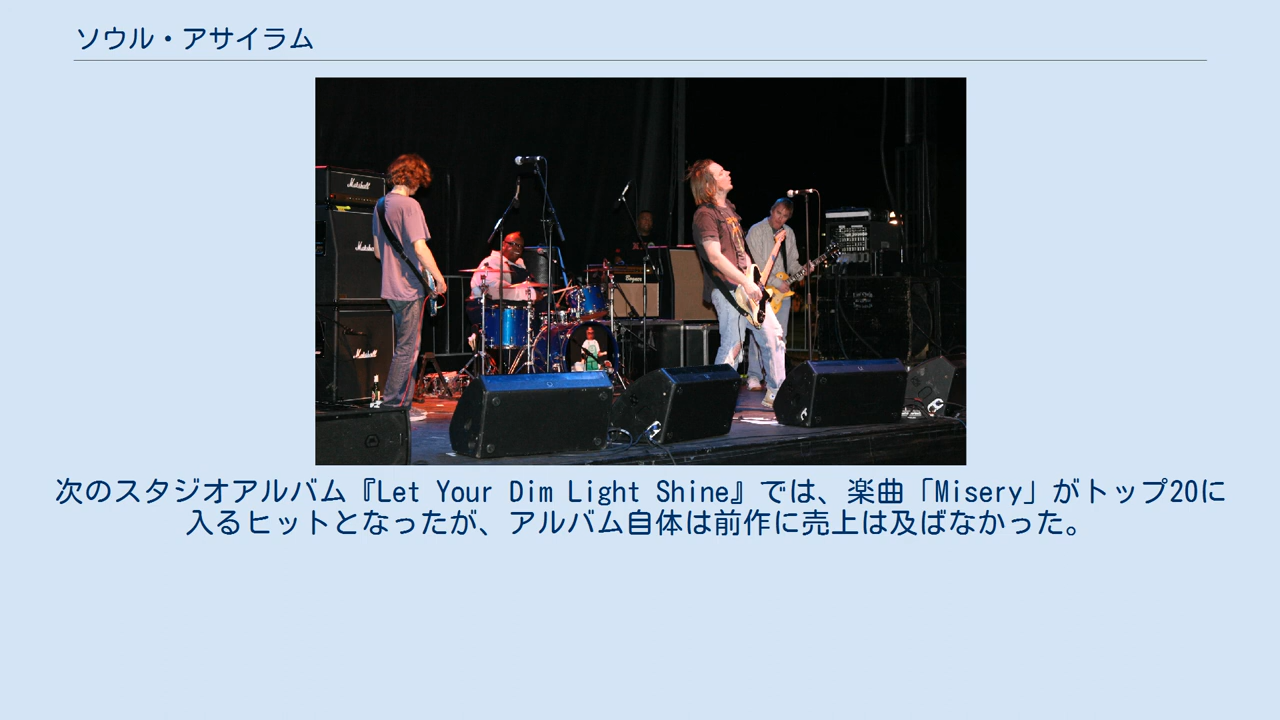 ソウル・アサイラム
Marshall
Marshall
Marshall
次のスタジオアルバム『Let Your Dim Light Shine』では、楽曲「Misery」がトップ20に
入るヒットとなったが、アルバム自体は前作に売上は及ばなかった。